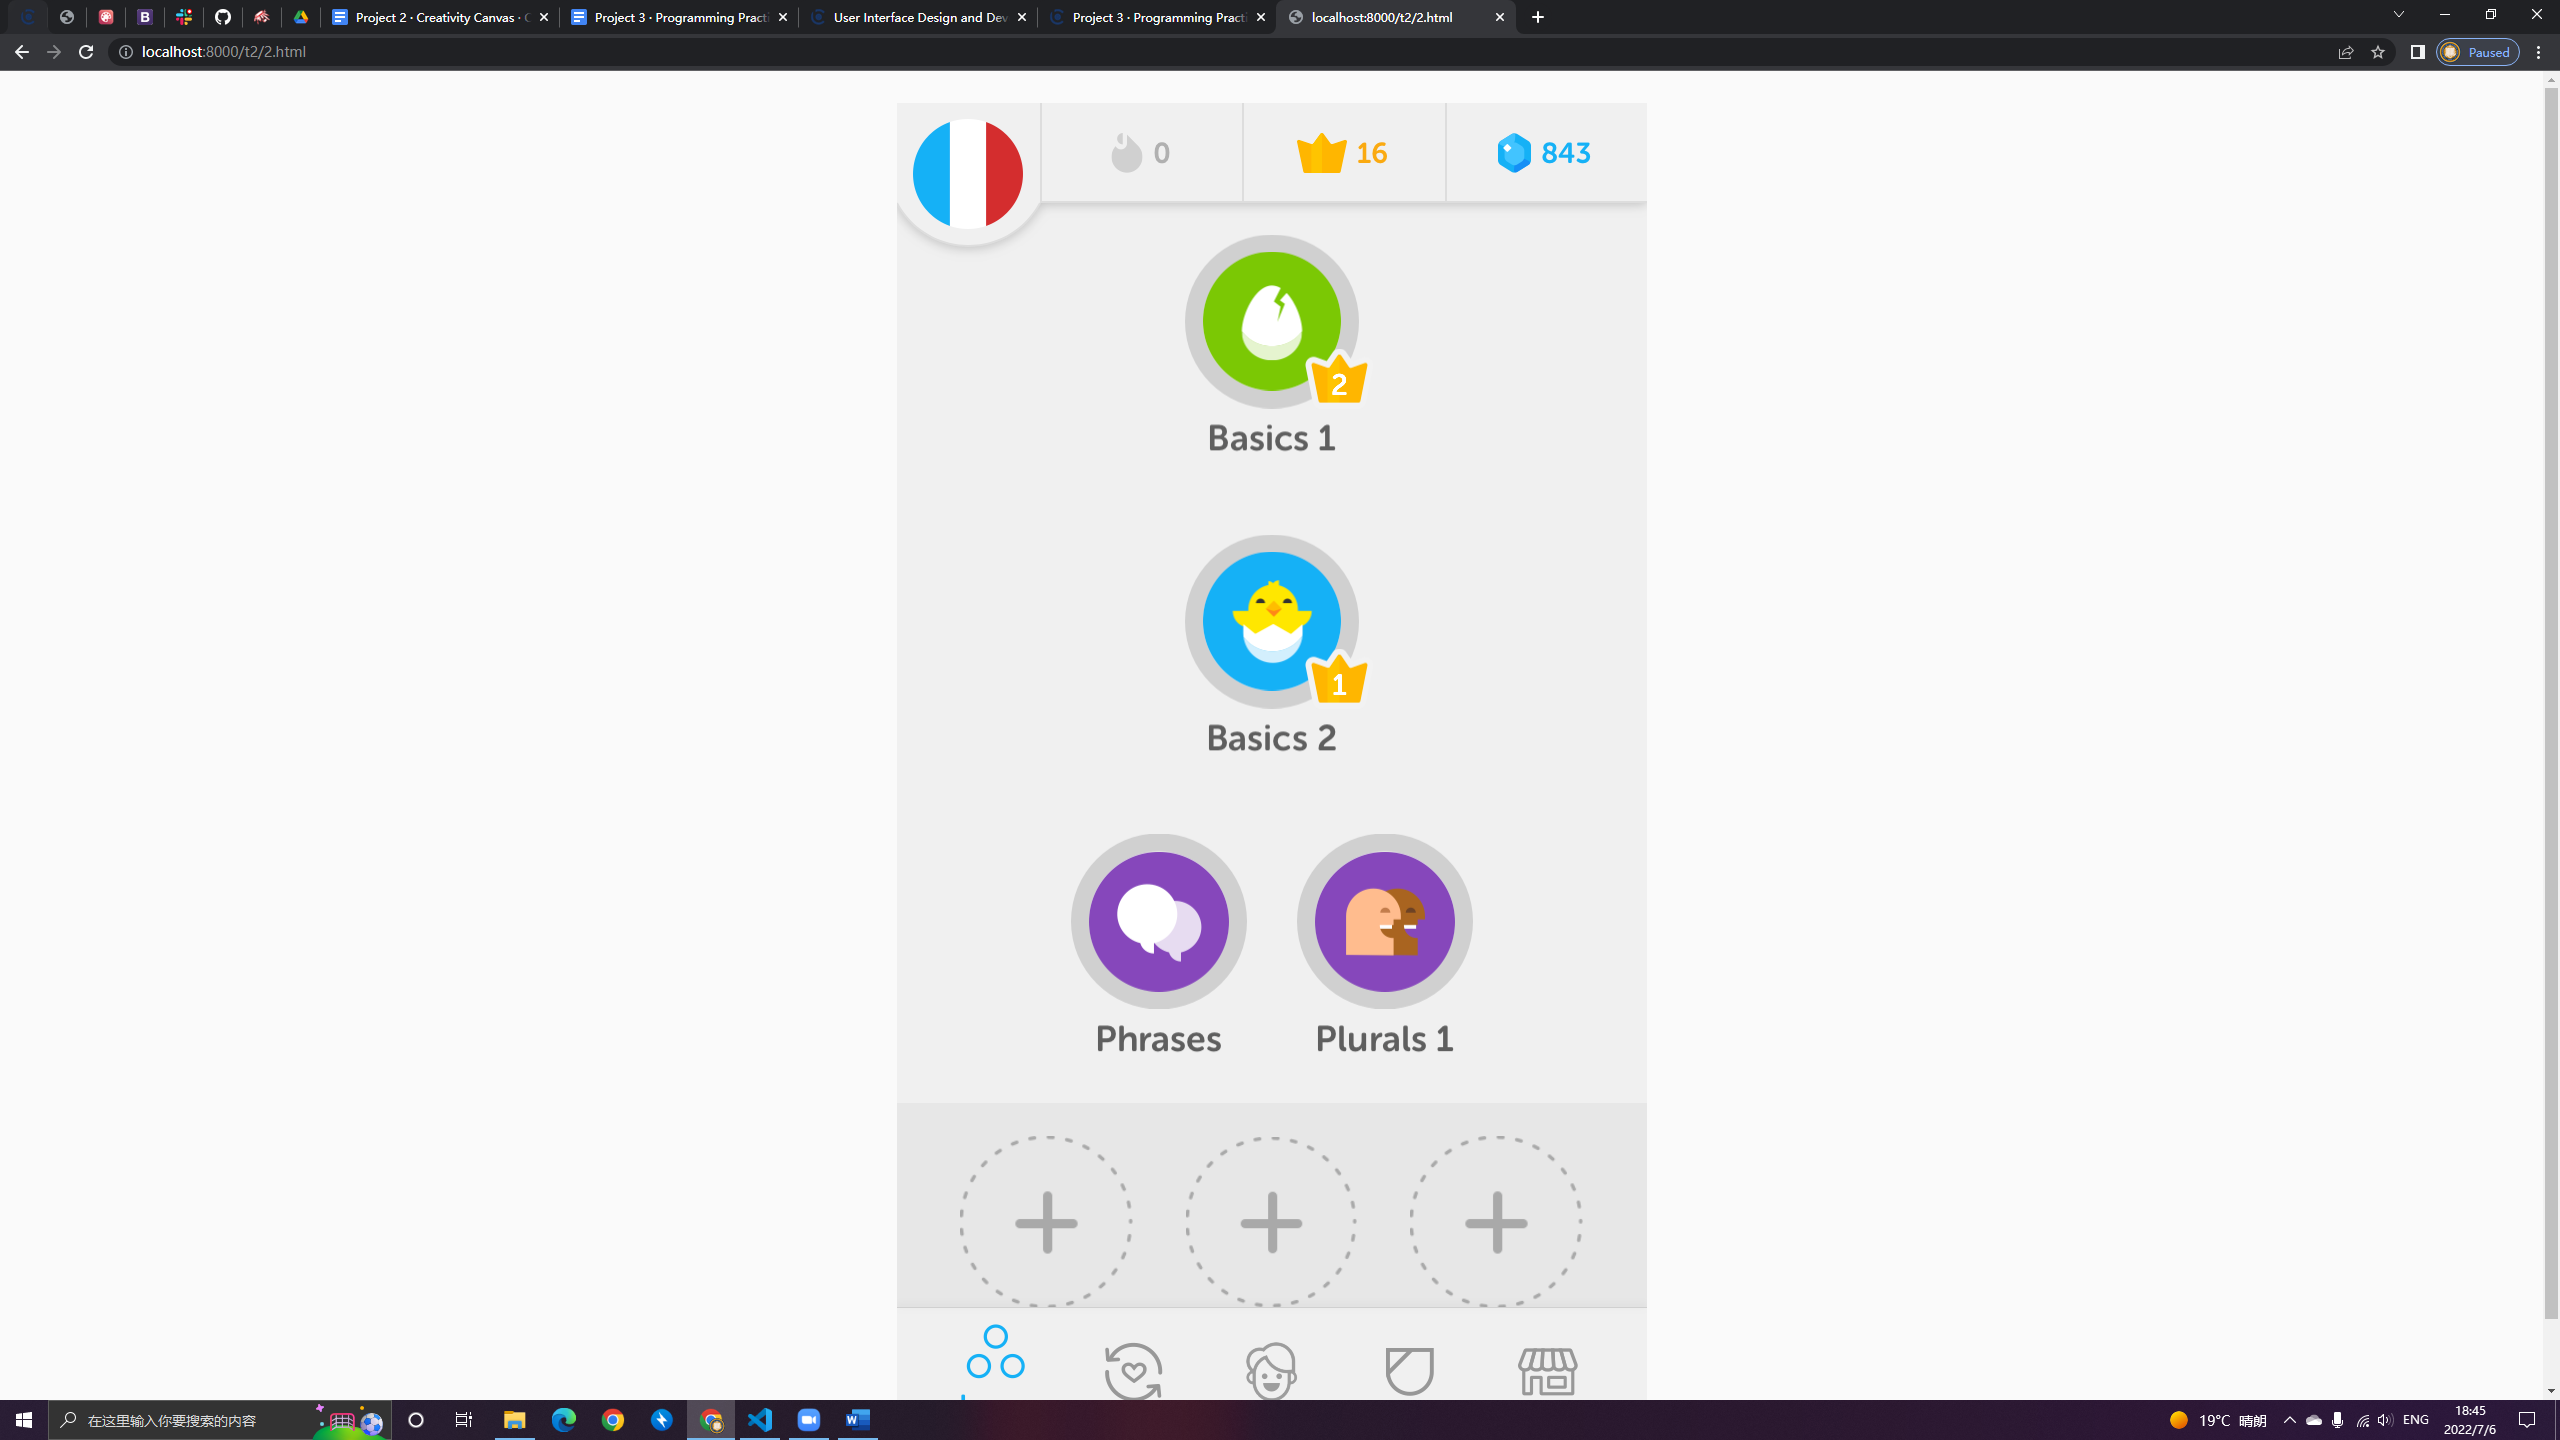 Project 2 · Creativity Canvas · C
Project 3 · Programming Practi
User Interface Design and Dev
Project 3 · Programming Practi
localhost:8000/t2/2.html
localhost:8000/t2/2.html
Paused
0
16
843
2
Basics 1
1
Basics 2
Phrases
Plurals 1
在这里输入你要搜索的内容
19°C 晴朗
ENG
18:45
2022/7/6